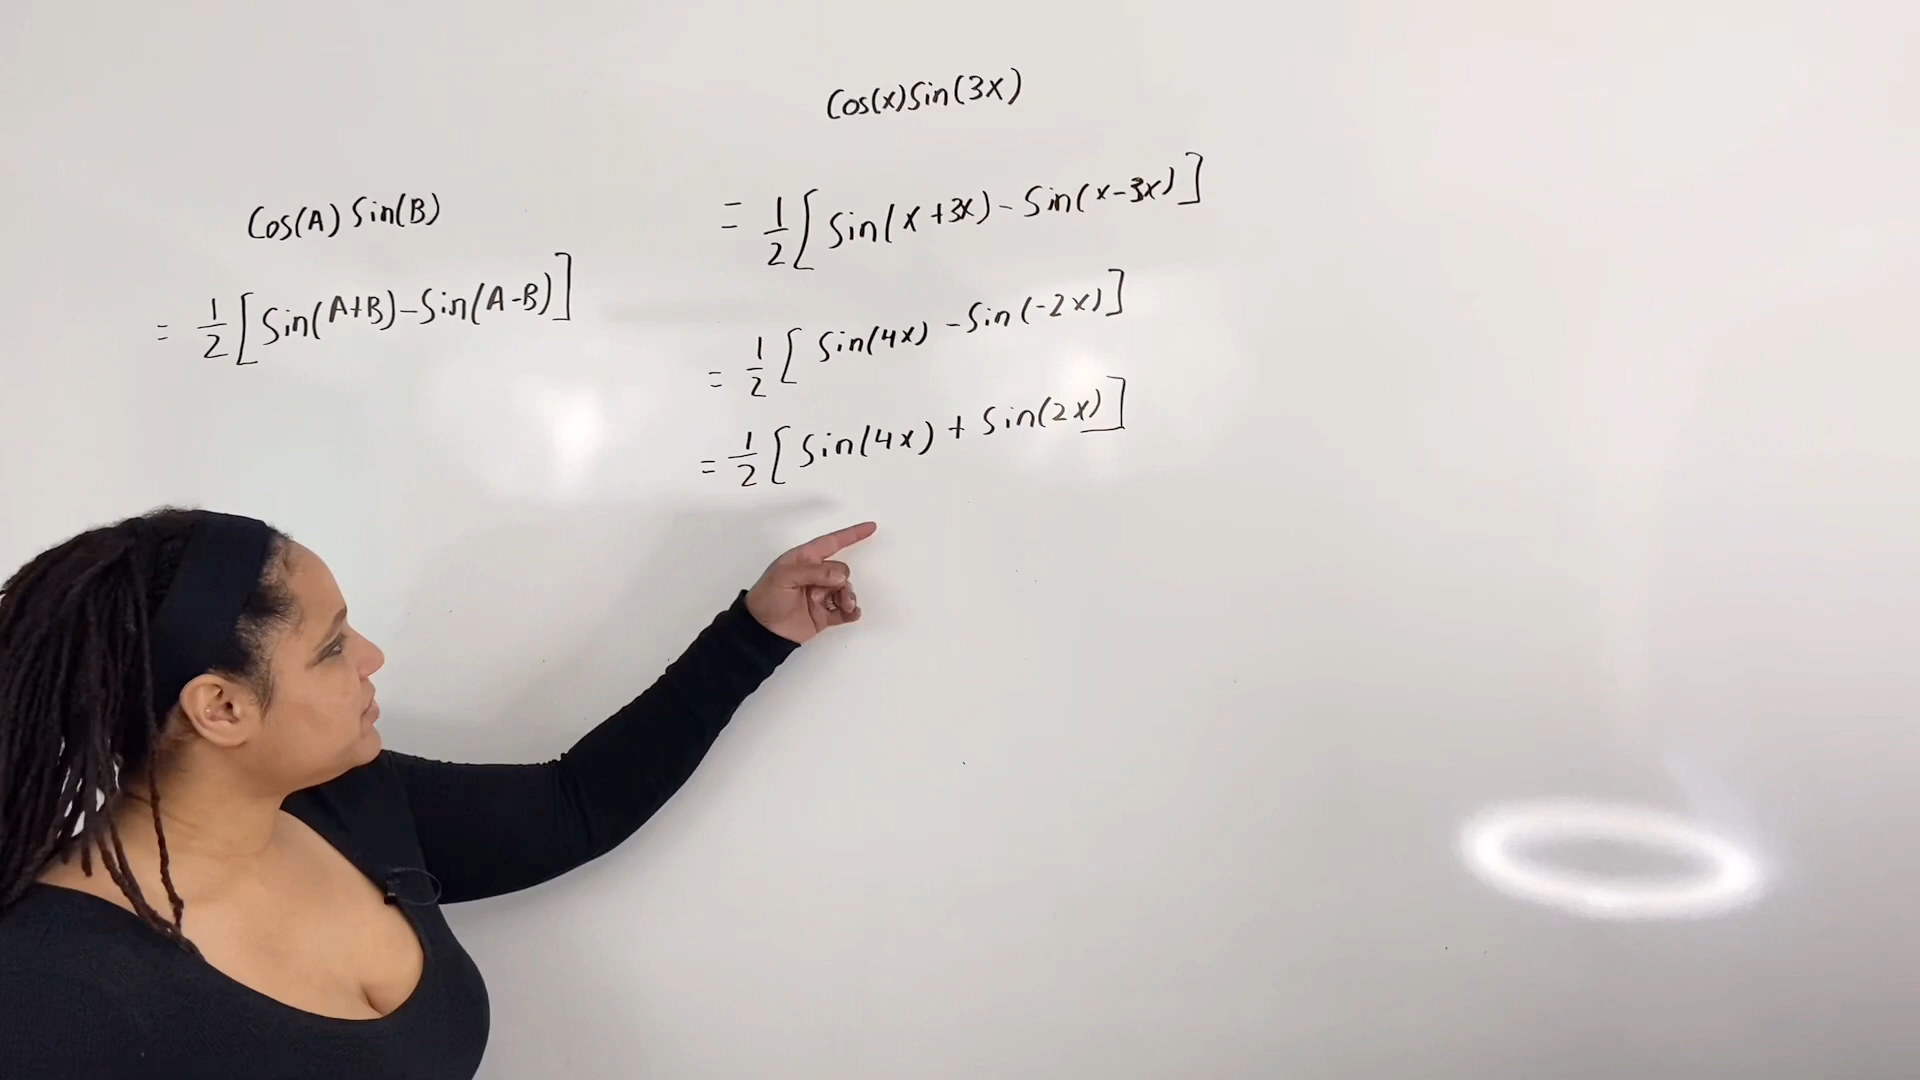 Cos(A) Sin(B)
= 1/2 [Sin(A+B) - Sin(A-B)]
Cos(x) Sin(3x)
= 1/2 [Sin(x+3x) - Sin(x-3x)]
= 1/2 [Sin(4x) - Sin(-2x)]
= 1/2 [Sin(4x) + Sin(2x)]